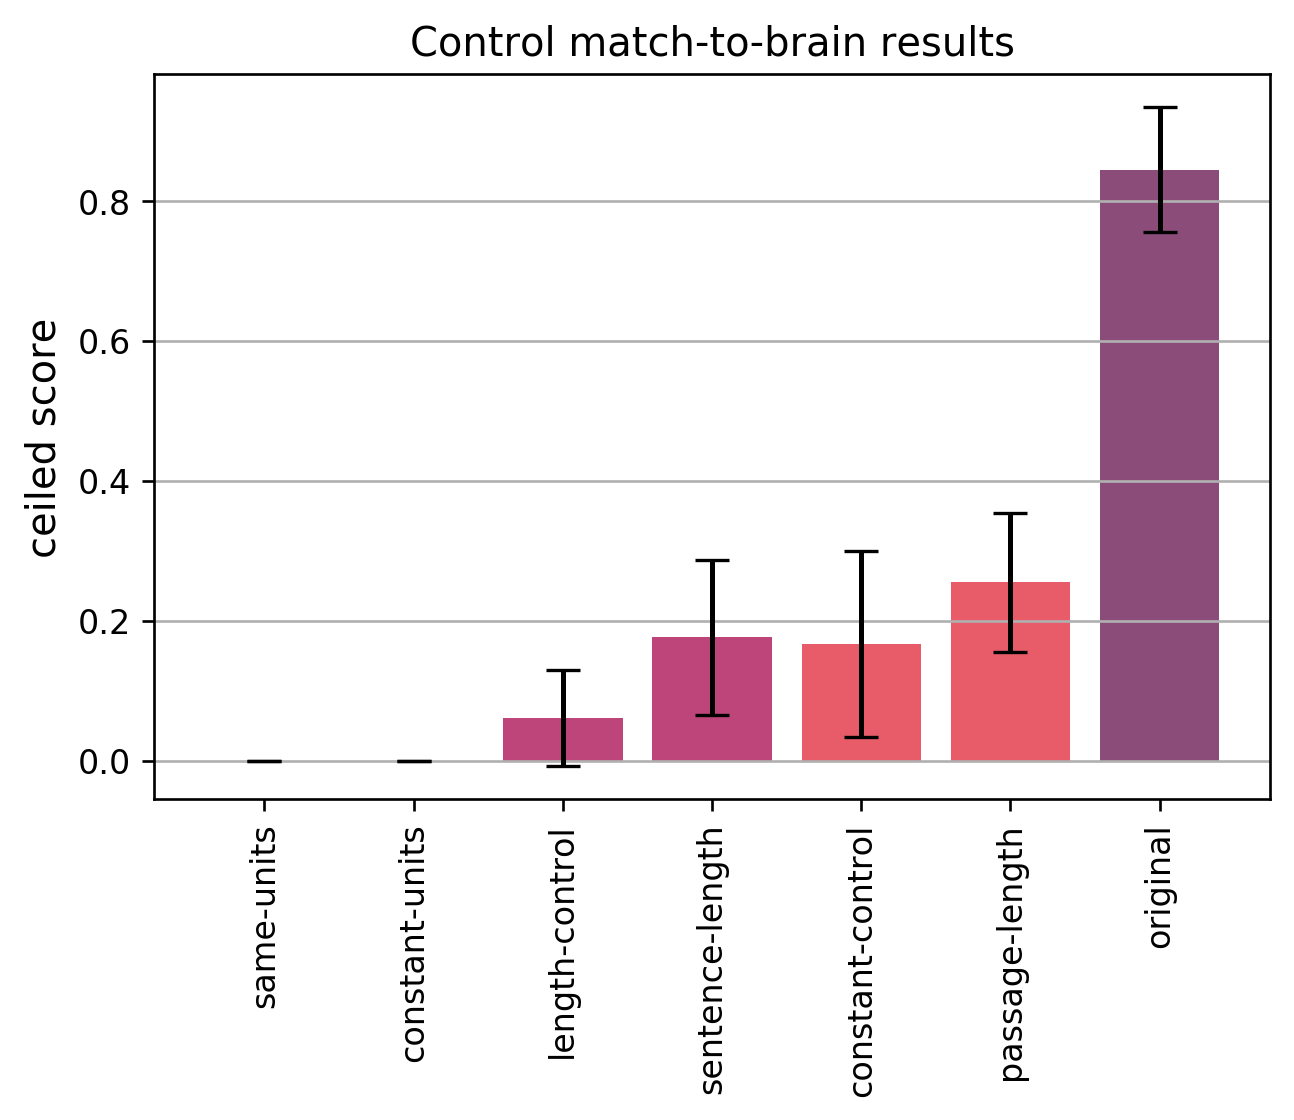 Control match-to-brain results
ceiled score
0.8
0.6
0.4
0.2
0.0
same-units
constant-units
length-control
sentence-length
constant-control
passage-length
original